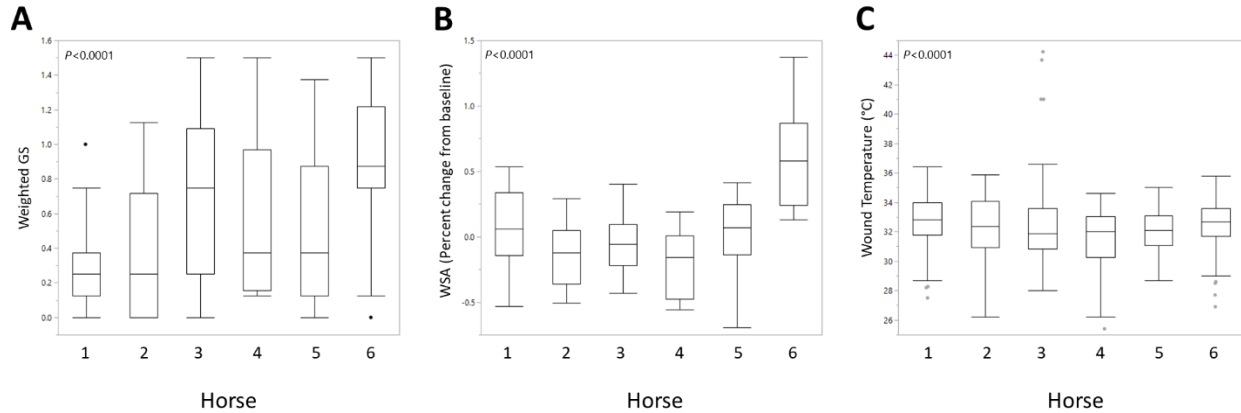 A
P<0.0001
Weighted GS
1.6
1.4
1.2
1.0
0.8
0.6
0.4
0.2
0.0
1 2 3 4 5 6
Horse
B
P<0.0001
WSA (Percent change from baseline)
1.5
1.0
0.5
0.0
-0.5
1 2 3 4 5 6
Horse
C
P<0.0001
Wound Temperature (°C)
44
42
40
38
36
34
32
30
28
26
1 2 3 4 5 6
Horse